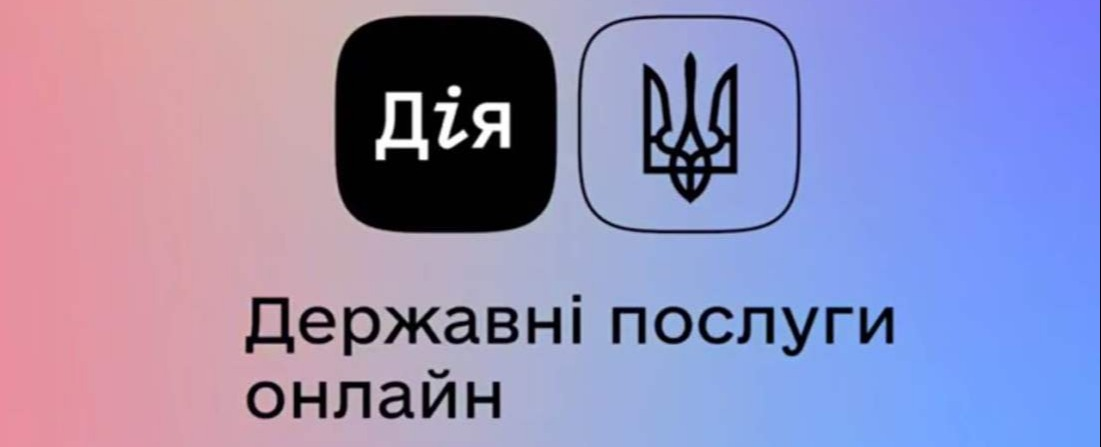 Дія
Державні послуги
онлайн